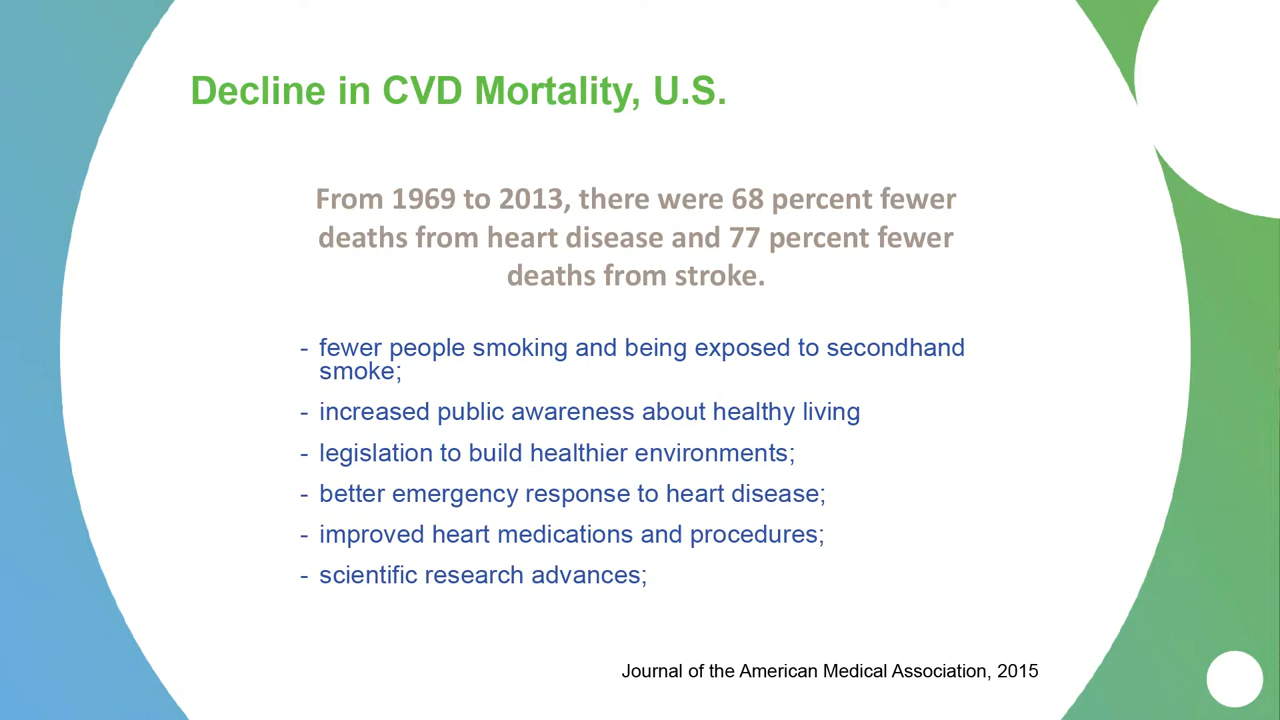 Decline in CVD Mortality, U.S.
From 1969 to 2013, there were 68 percent fewer
deaths from heart disease and 77 percent fewer
deaths from stroke.
- fewer people smoking and being exposed to secondhand
smoke;
- increased public awareness about healthy living
- legislation to build healthier environments;
- better emergency response to heart disease;
- improved heart medications and procedures;
- scientific research advances;
Journal of the American Medical Association, 2015